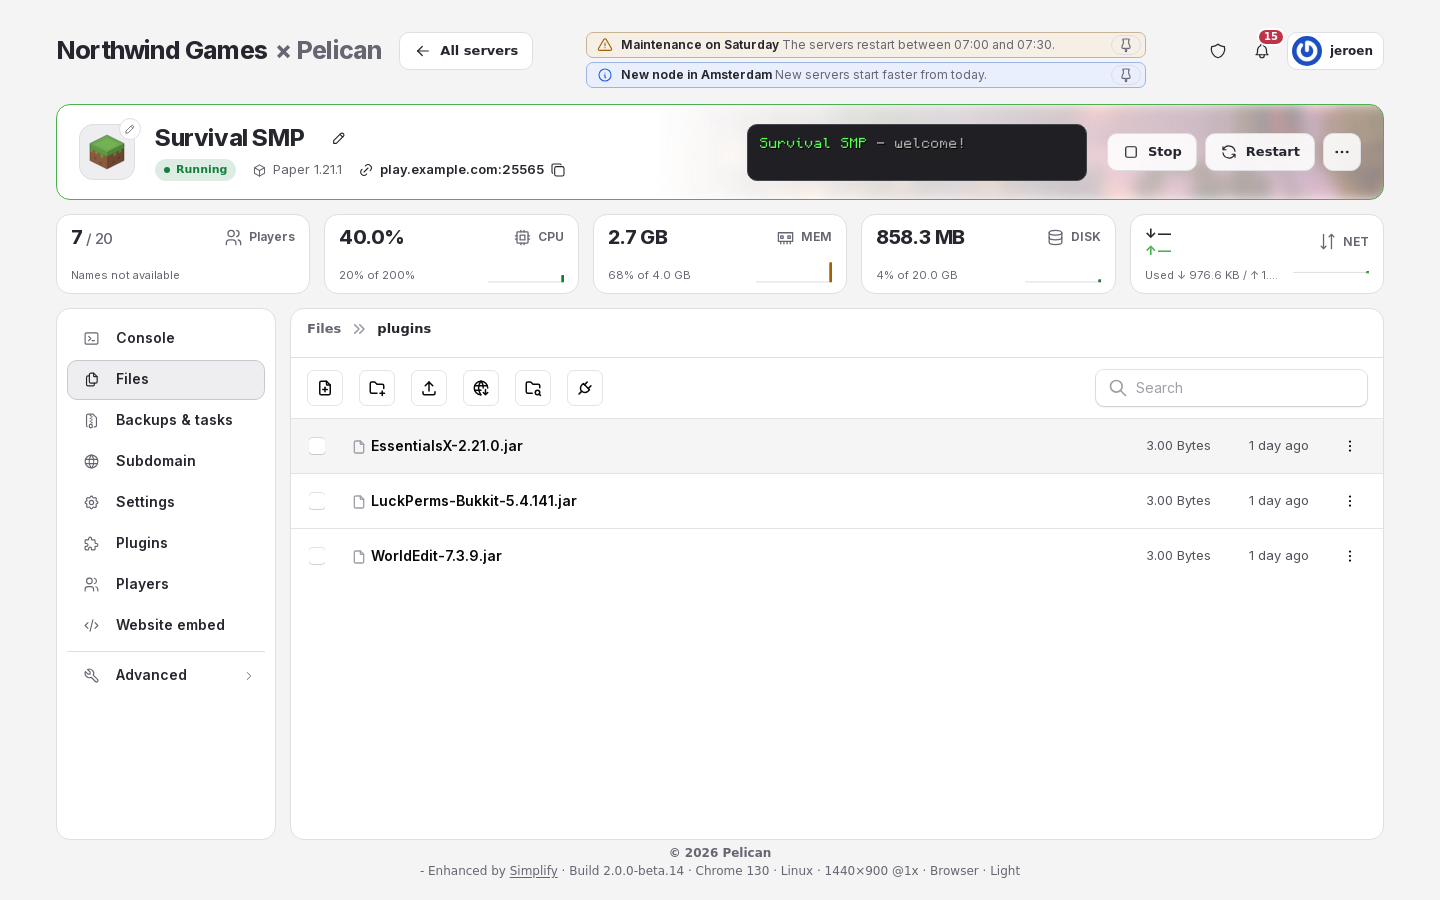 Northwind Games × Pelican
All servers
Maintenance on Saturday The servers restart between 07:00 and 07:30.
New node in Amsterdam New servers start faster from today.
15
jeroen
Survival SMP
Running
Paper 1.21.1
play.example.com:25565
Survival SMP - welcome!
Stop
Restart
7 / 20
Players
Names not available
40.0%
CPU
20% of 200%
2.7 GB
MEM
68% of 4.0 GB
858.3 MB
DISK
4% of 20.0 GB
↓—
↑—
NET
Used ↓ 976.6 KB / ↑ 1....
Console
Files
Backups & tasks
Subdomain
Settings
Plugins
Players
Website embed
Advanced
Files » plugins
Search
EssentialsX-2.21.0.jar 3.00 Bytes 1 day ago
LuckPerms-Bukkit-5.4.141.jar 3.00 Bytes 1 day ago
WorldEdit-7.3.9.jar 3.00 Bytes 1 day ago
© 2026 Pelican
- Enhanced by Simplify · Build 2.0.0-beta.14 · Chrome 130 · Linux · 1440×900 @1x · Browser · Light